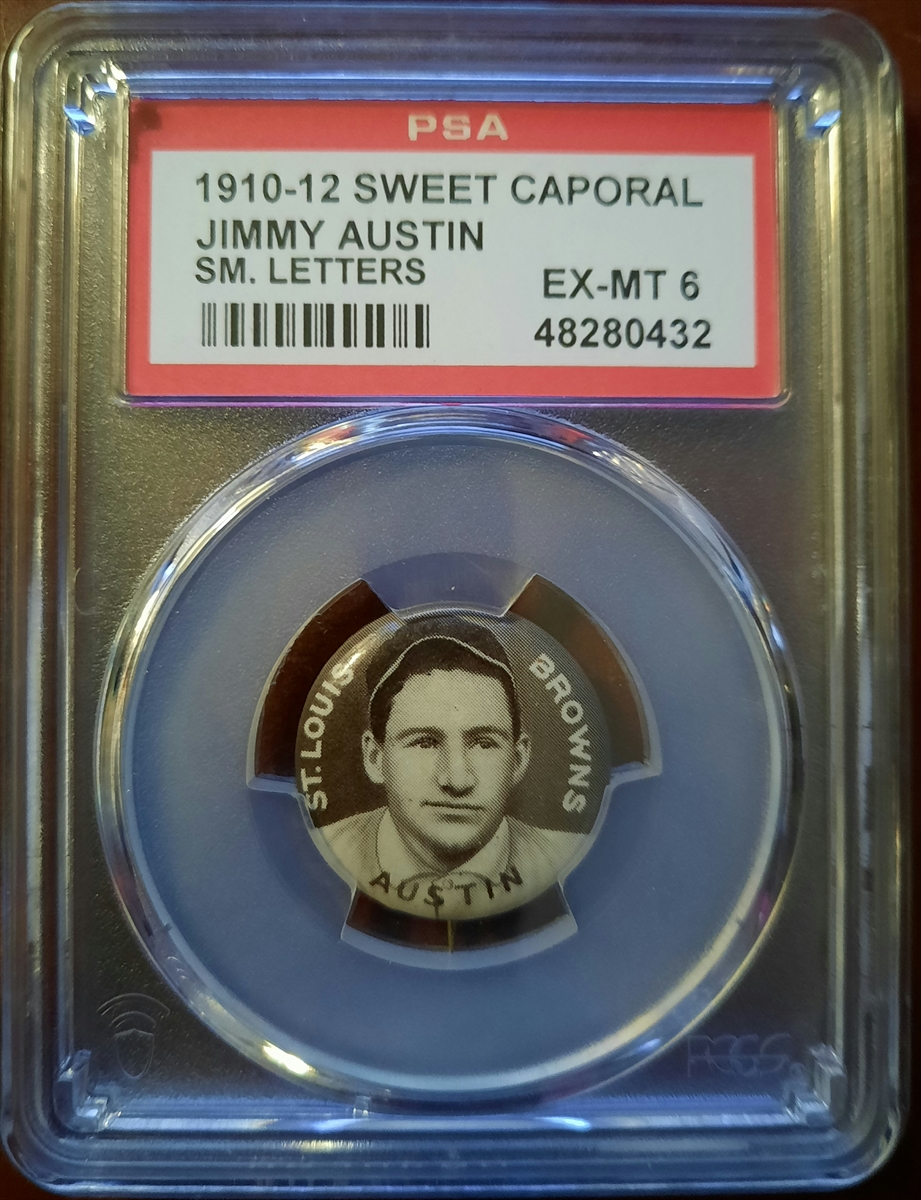 PSA
1910-12 SWEET CAPORAL
JIMMY AUSTIN
SM. LETTERS
EX-MT 6
48280432
ST. LOUIS
BROWNS
AUSTIN